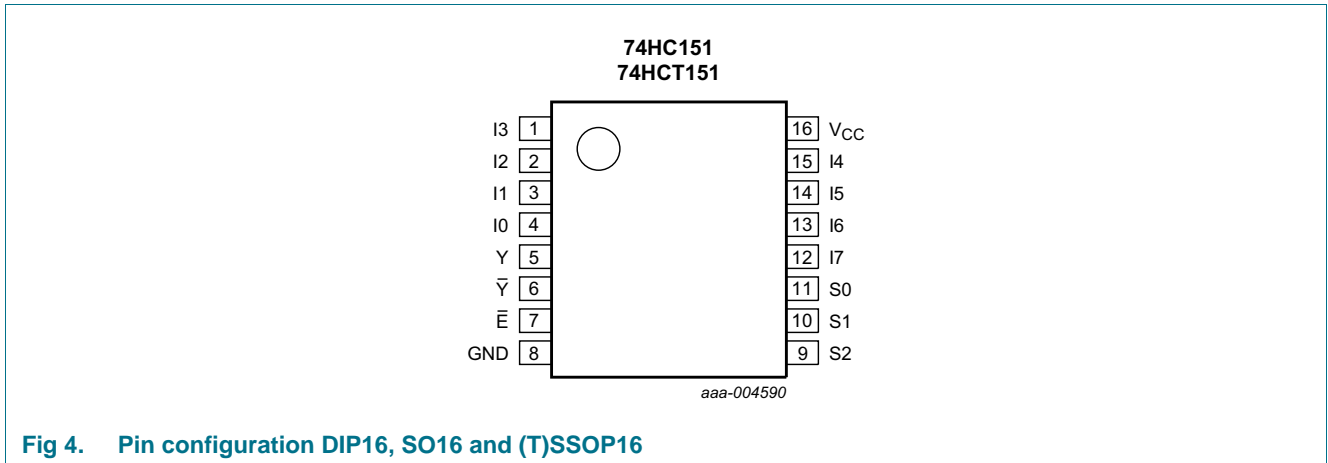 74HC151
74HCT151
I3 1
I2 2
I1 3
I0 4
Y 5
Y̅ 6
E̅ 7
GND 8
16 VCC
15 I4
14 I5
13 I6
12 I7
11 S0
10 S1
9 S2
aaa-004590
Fig 4. Pin configuration DIP16, SO16 and (T)SSOP16